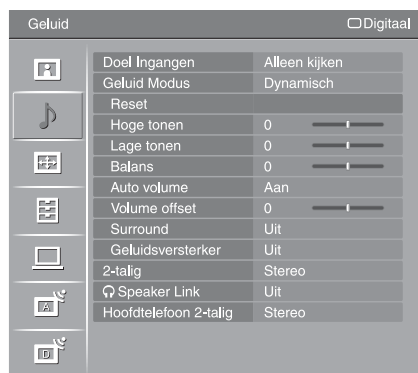 Geluid Digitaal
Doel Ingangen Alleen kijken
Geluid Modus Dynamisch
Reset
Hoge tonen 0
Lage tonen 0
Balans 0
Auto volume Aan
Volume offset 0
Surround Uit
Geluidsversterker Uit
2-talig Stereo
Speaker Link Uit
Hoofdtelefoon 2-talig Stereo
A
D